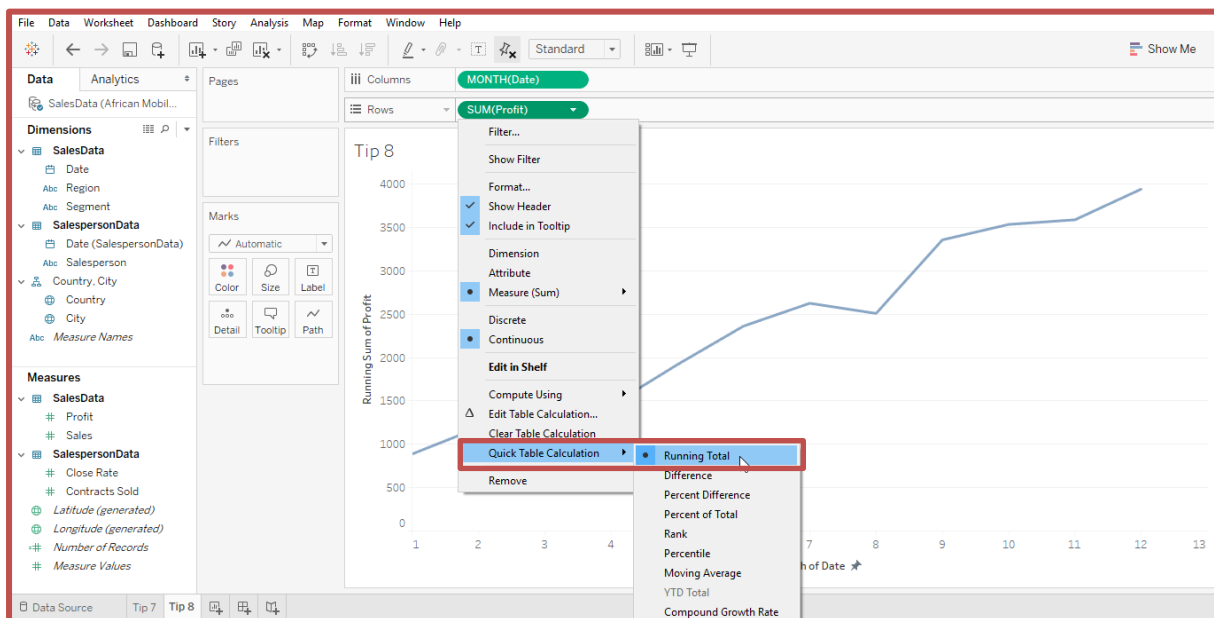 File Data Worksheet Dashboard Story Analysis Map Format Window Help
Standard
Show Me
Data Analytics
SalesData (African Mobil...
Dimensions
SalesData
Date
Abc Region
Abc Segment
SalespersonData
Date (SalespersonData)
Abc Salesperson
Country, City
Country
City
Abc Measure Names
Measures
SalesData
# Profit
# Sales
SalespersonData
# Close Rate
# Contracts Sold
Latitude (generated)
Longitude (generated)
=# Number of Records
# Measure Values
Pages
Filters
Marks
Automatic
Color Size Label
Detail Tooltip Path
iii Columns MONTH(Date)
Rows SUM(Profit)
Tip 8
Running Sum of Profit
4000
3500
3000
2500
2000
1500
1000
500
0
1 2 3 4 7 8 9 10 11 12 13
h of Date
Filter...
Show Filter
Format...
Show Header
Include in Tooltip
Dimension
Attribute
Measure (Sum)
Discrete
Continuous
Edit in Shelf
Compute Using
Δ Edit Table Calculation...
Clear Table Calculation
Quick Table Calculation
Remove
Running Total
Difference
Percent Difference
Percent of Total
Rank
Percentile
Moving Average
YTD Total
Compound Growth Rate
Data Source Tip 7 Tip 8